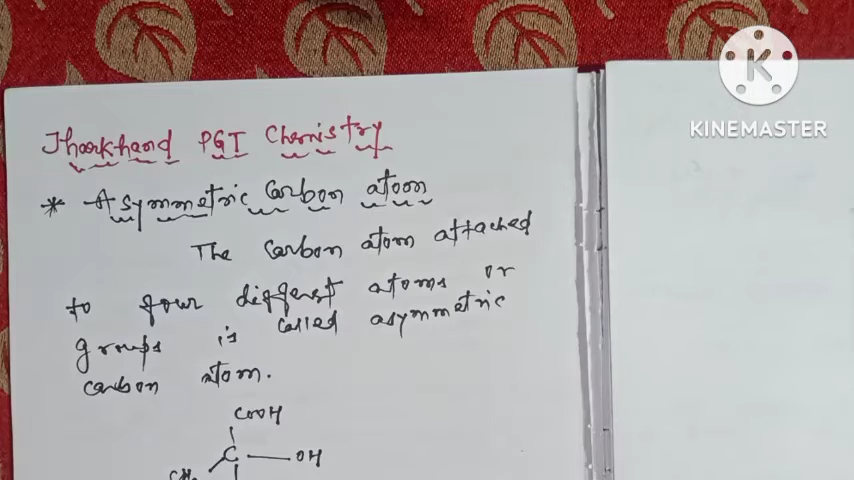 Jharkhand PGT Chemistry
* Asymmetric carbon atom
The carbon atom attached
to four different atoms or
groups is called asymmetric
carbon atom.
COOH
C OH
K
KINEMASTER